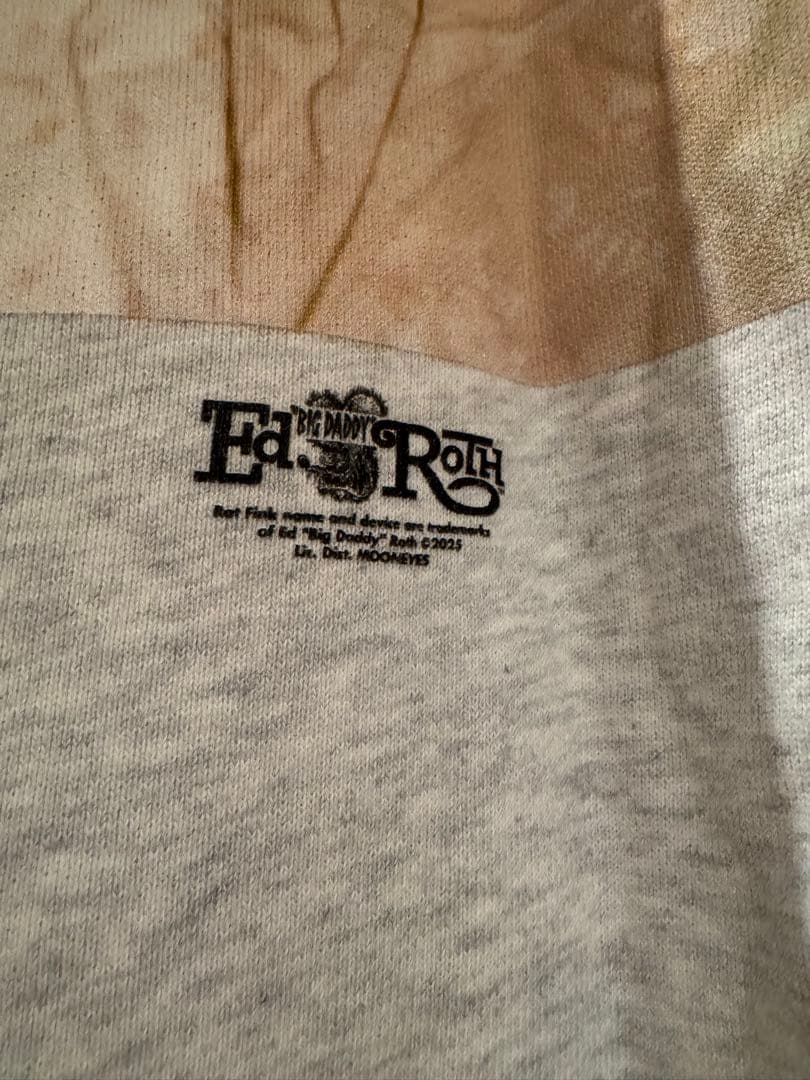 Ed. "BIG DADDY" ROTH
Rat Fink name and device are trademarks
of Ed "Big Daddy" Roth ©2025
Lic. Dist. MOONEYES